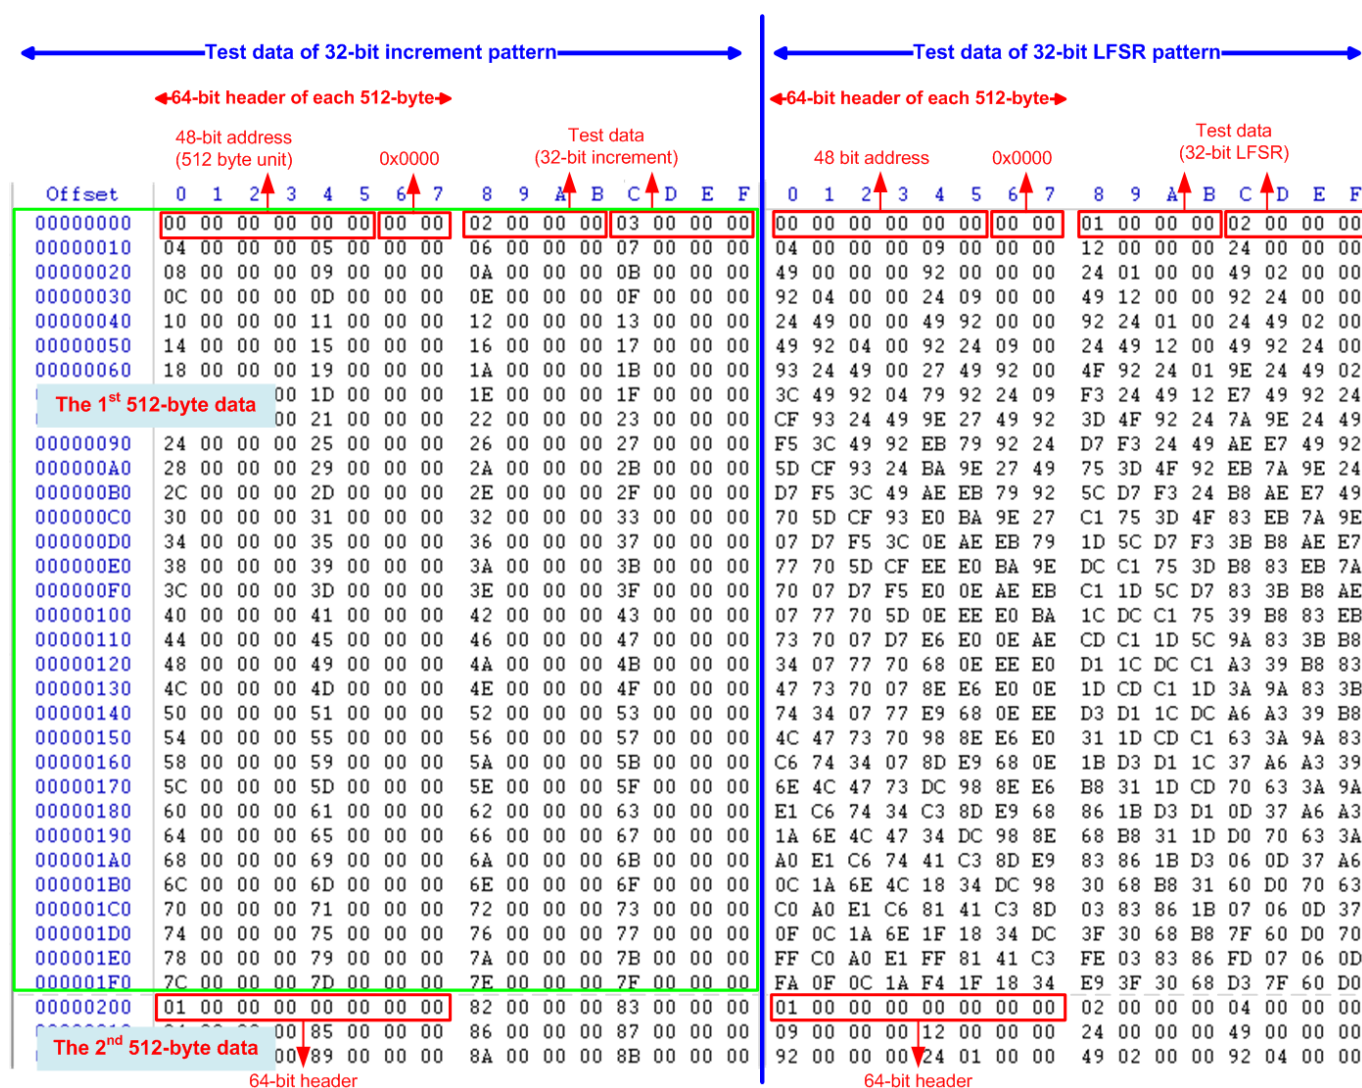 Test data of 32-bit increment pattern
64-bit header of each 512-byte
48-bit address
(512 byte unit)
0x0000
Test data
(32-bit increment)
Offset 0 1 2 3 4 5 6 7 8 9 A B C D E F
00000000 00 00 00 00 00 00 00 00 02 00 00 00 03 00 00 00
00000010 04 00 00 00 05 00 00 00 06 00 00 00 07 00 00 00
00000020 08 00 00 00 09 00 00 00 0A 00 00 00 0B 00 00 00
00000030 0C 00 00 00 0D 00 00 00 0E 00 00 00 0F 00 00 00
00000040 10 00 00 00 11 00 00 00 12 00 00 00 13 00 00 00
00000050 14 00 00 00 15 00 00 00 16 00 00 00 17 00 00 00
00000060 18 00 00 00 19 00 00 00 1A 00 00 00 1B 00 00 00
The 1st 512-byte data
00 1D 00 00 00 1E 00 00 00 1F 00 00 00
00 21 00 00 00 22 00 00 00 23 00 00 00
00000090 24 00 00 00 25 00 00 00 26 00 00 00 27 00 00 00
000000A0 28 00 00 00 29 00 00 00 2A 00 00 00 2B 00 00 00
000000B0 2C 00 00 00 2D 00 00 00 2E 00 00 00 2F 00 00 00
000000C0 30 00 00 00 31 00 00 00 32 00 00 00 33 00 00 00
000000D0 34 00 00 00 35 00 00 00 36 00 00 00 37 00 00 00
000000E0 38 00 00 00 39 00 00 00 3A 00 00 00 3B 00 00 00
000000F0 3C 00 00 00 3D 00 00 00 3E 00 00 00 3F 00 00 00
00000100 40 00 00 00 41 00 00 00 42 00 00 00 43 00 00 00
00000110 44 00 00 00 45 00 00 00 46 00 00 00 47 00 00 00
00000120 48 00 00 00 49 00 00 00 4A 00 00 00 4B 00 00 00
00000130 4C 00 00 00 4D 00 00 00 4E 00 00 00 4F 00 00 00
00000140 50 00 00 00 51 00 00 00 52 00 00 00 53 00 00 00
00000150 54 00 00 00 55 00 00 00 56 00 00 00 57 00 00 00
00000160 58 00 00 00 59 00 00 00 5A 00 00 00 5B 00 00 00
00000170 5C 00 00 00 5D 00 00 00 5E 00 00 00 5F 00 00 00
00000180 60 00 00 00 61 00 00 00 62 00 00 00 63 00 00 00
00000190 64 00 00 00 65 00 00 00 66 00 00 00 67 00 00 00
000001A0 68 00 00 00 69 00 00 00 6A 00 00 00 6B 00 00 00
000001B0 6C 00 00 00 6D 00 00 00 6E 00 00 00 6F 00 00 00
000001C0 70 00 00 00 71 00 00 00 72 00 00 00 73 00 00 00
000001D0 74 00 00 00 75 00 00 00 76 00 00 00 77 00 00 00
000001E0 78 00 00 00 79 00 00 00 7A 00 00 00 7B 00 00 00
000001F0 7C 00 00 00 7D 00 00 00 7E 00 00 00 7F 00 00 00
00000200 01 00 00 00 00 00 00 00 82 00 00 00 83 00 00 00
00 85 00 00 00 86 00 00 00 87 00 00 00
The 2nd 512-byte data
00 89 00 00 00 8A 00 00 00 8B 00 00 00
64-bit header
Test data of 32-bit LFSR pattern
64-bit header of each 512-byte
48 bit address
0x0000
Test data
(32-bit LFSR)
0 1 2 3 4 5 6 7 8 9 A B C D E F
00 00 00 00 00 00 00 00 01 00 00 00 02 00 00 00
04 00 00 00 09 00 00 00 12 00 00 00 24 00 00 00
49 00 00 00 92 00 00 00 24 01 00 00 49 02 00 00
92 04 00 00 24 09 00 00 49 12 00 00 92 24 00 00
24 49 00 00 49 92 00 00 92 24 01 00 24 49 02 00
49 92 04 00 92 24 09 00 24 49 12 00 49 92 24 00
93 24 49 00 27 49 92 00 4F 92 24 01 9E 24 49 02
3C 49 92 04 79 92 24 09 F3 24 49 12 E7 49 92 24
CF 93 24 49 9E 27 49 92 3D 4F 92 24 7A 9E 24 49
F5 3C 49 92 EB 79 92 24 D7 F3 24 49 AE E7 49 92
5D CF 93 24 BA 9E 27 49 75 3D 4F 92 EB 7A 9E 24
D7 F5 3C 49 AE EB 79 92 5C D7 F3 24 B8 AE E7 49
70 5D CF 93 E0 BA 9E 27 C1 75 3D 4F 83 EB 7A 9E
07 D7 F5 3C 0E AE EB 79 1D 5C D7 F3 3B B8 AE E7
77 70 5D CF EE E0 BA 9E DC C1 75 3D B8 83 EB 7A
70 07 D7 F5 E0 0E AE EB C1 1D 5C D7 83 3B B8 AE
07 77 70 5D 0E EE E0 BA 1C DC C1 75 39 B8 83 EB
73 70 07 D7 E6 E0 0E AE CD C1 1D 5C 9A 83 3B B8
34 07 77 70 68 0E EE E0 D1 1C DC C1 A3 39 B8 83
47 73 70 07 8E E6 E0 0E 1D CD C1 1D 3A 9A 83 3B
74 34 07 77 E9 68 0E EE D3 D1 1C DC A6 A3 39 B8
4C 47 73 70 98 8E E6 E0 31 1D CD C1 63 3A 9A 83
C6 74 34 07 8D E9 68 0E 1B D3 D1 1C 37 A6 A3 39
6E 4C 47 73 DC 98 8E E6 B8 31 1D CD 70 63 3A 9A
E1 C6 74 34 C3 8D E9 68 86 1B D3 D1 0D 37 A6 A3
1A 6E 4C 47 34 DC 98 8E 68 B8 31 1D D0 70 63 3A
A0 E1 C6 74 41 C3 8D E9 83 86 1B D3 06 0D 37 A6
0C 1A 6E 4C 18 34 DC 98 30 68 B8 31 60 D0 70 63
C0 A0 E1 C6 81 41 C3 8D 03 83 86 1B 07 06 0D 37
0F 0C 1A 6E 1F 18 34 DC 3F 30 68 B8 7F 60 D0 70
FF C0 A0 E1 FF 81 41 C3 FE 03 83 86 FD 07 06 0D
FA 0F 0C 1A F4 1F 18 34 E9 3F 30 68 D3 7F 60 D0
01 00 00 00 00 00 00 00 02 00 00 00 04 00 00 00
09 00 00 00 12 00 00 00 24 00 00 00 49 00 00 00
92 00 00 00 24 01 00 00 49 02 00 00 92 04 00 00
64-bit header